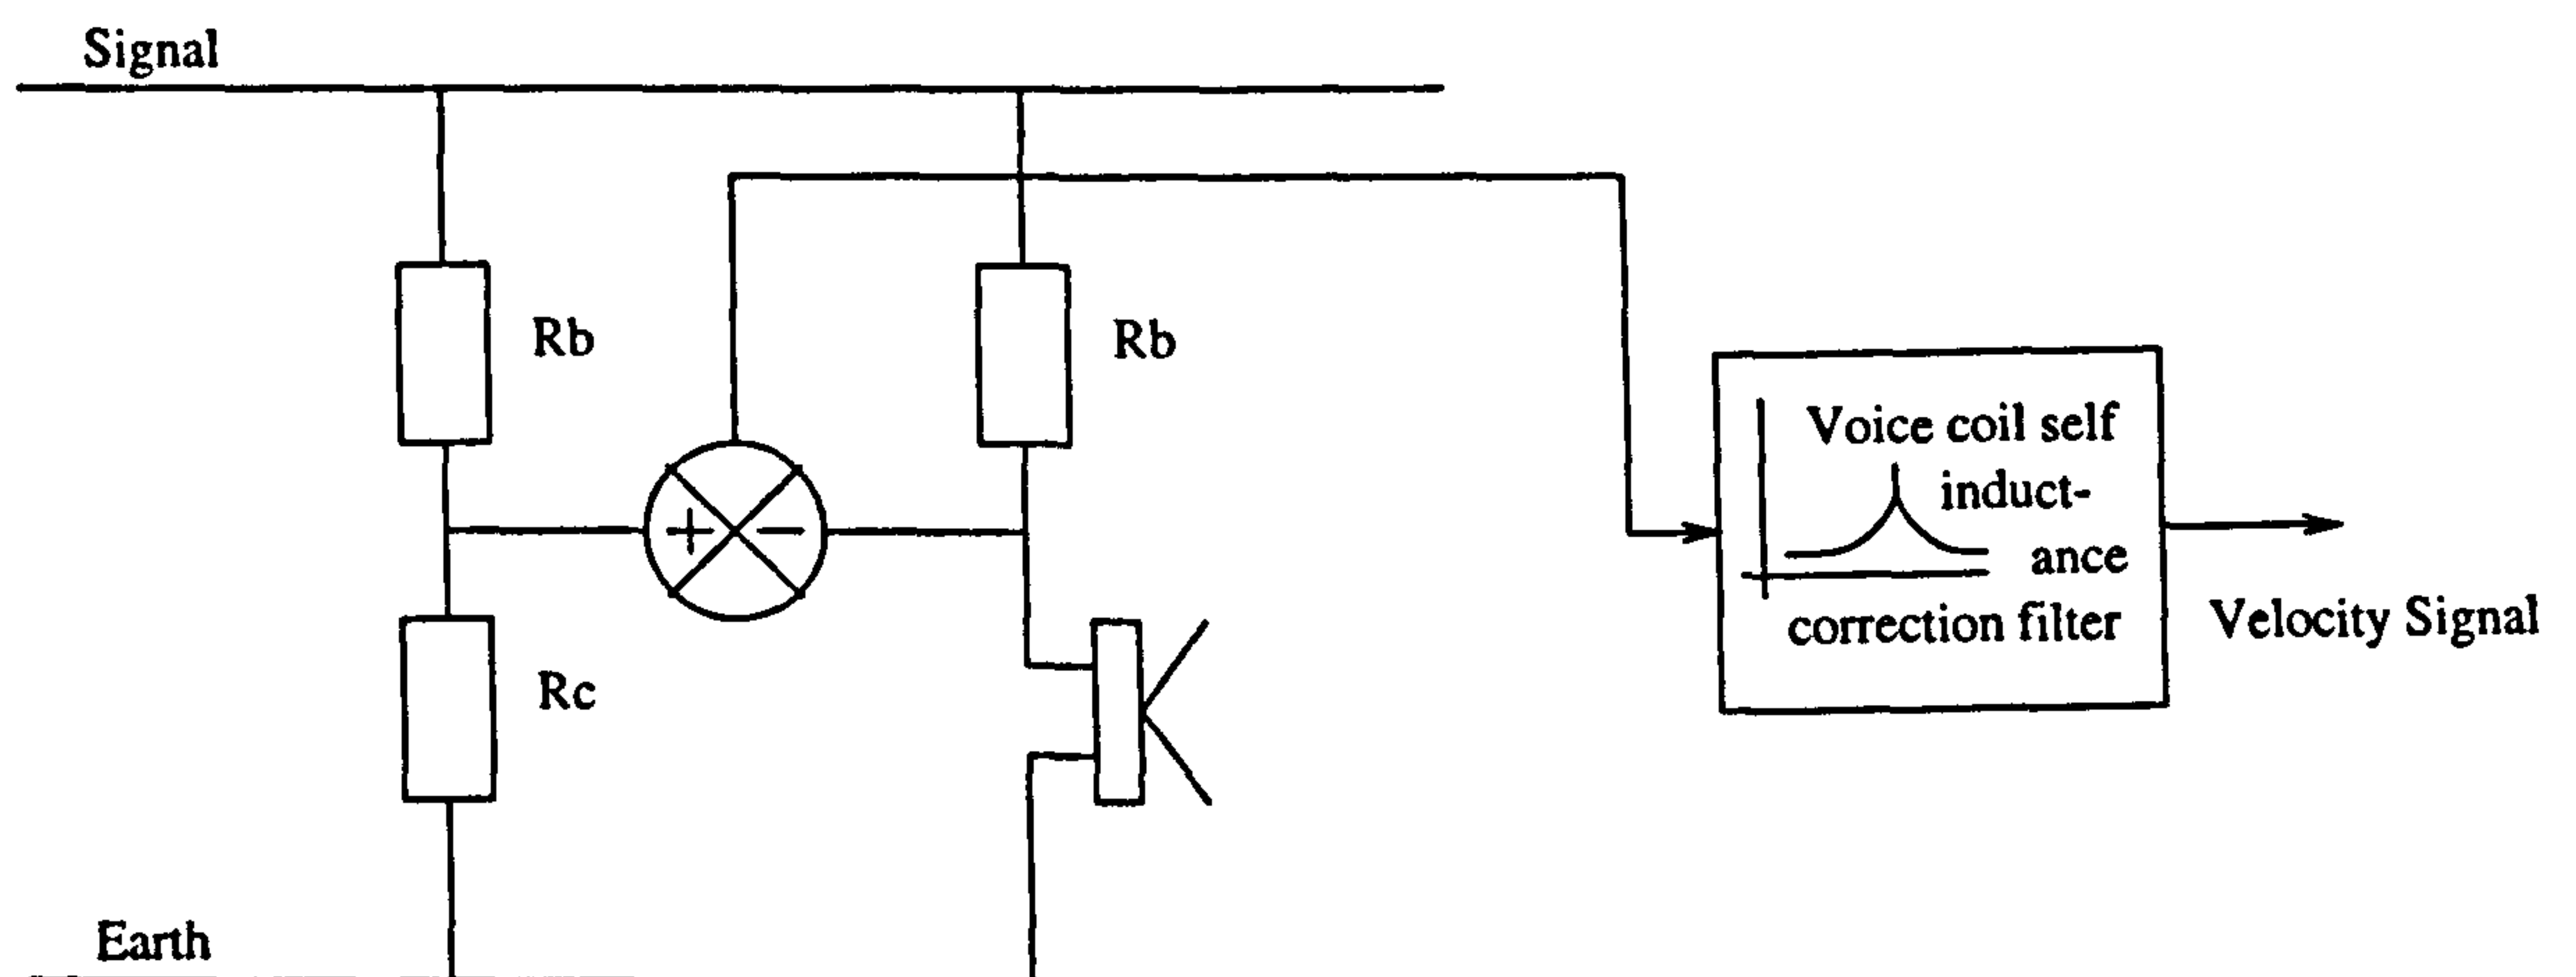 Signal
Rb
Rb
+
−
Voice coil self
induct-
ance
correction filter
Velocity Signal
Rc
Earth